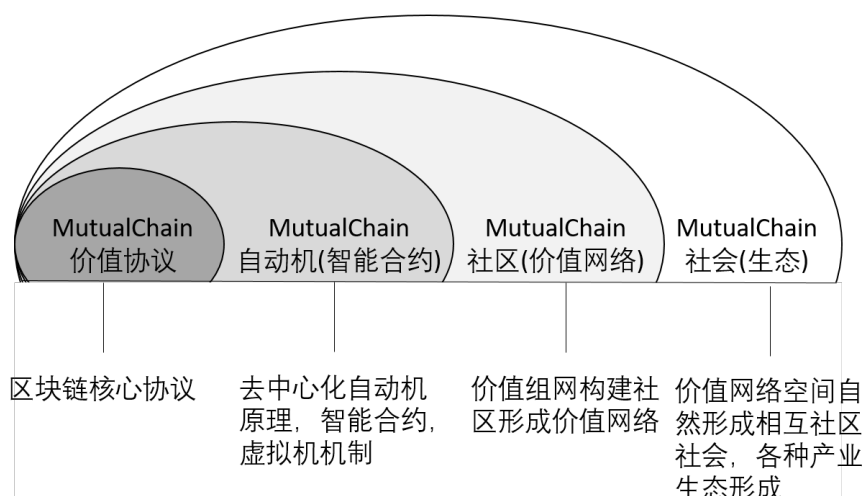 MutualChain
价值协议
MutualChain
自动机(智能合约)
MutualChain
社区(价值网络)
MutualChain
社会(生态)
区块链核心协议
去中心化自动机
原理，智能合约，
虚拟机机制
价值组网构建社
区形成价值网络
价值网络空间自
然形成相互社区
社会，各种产业
生态形成